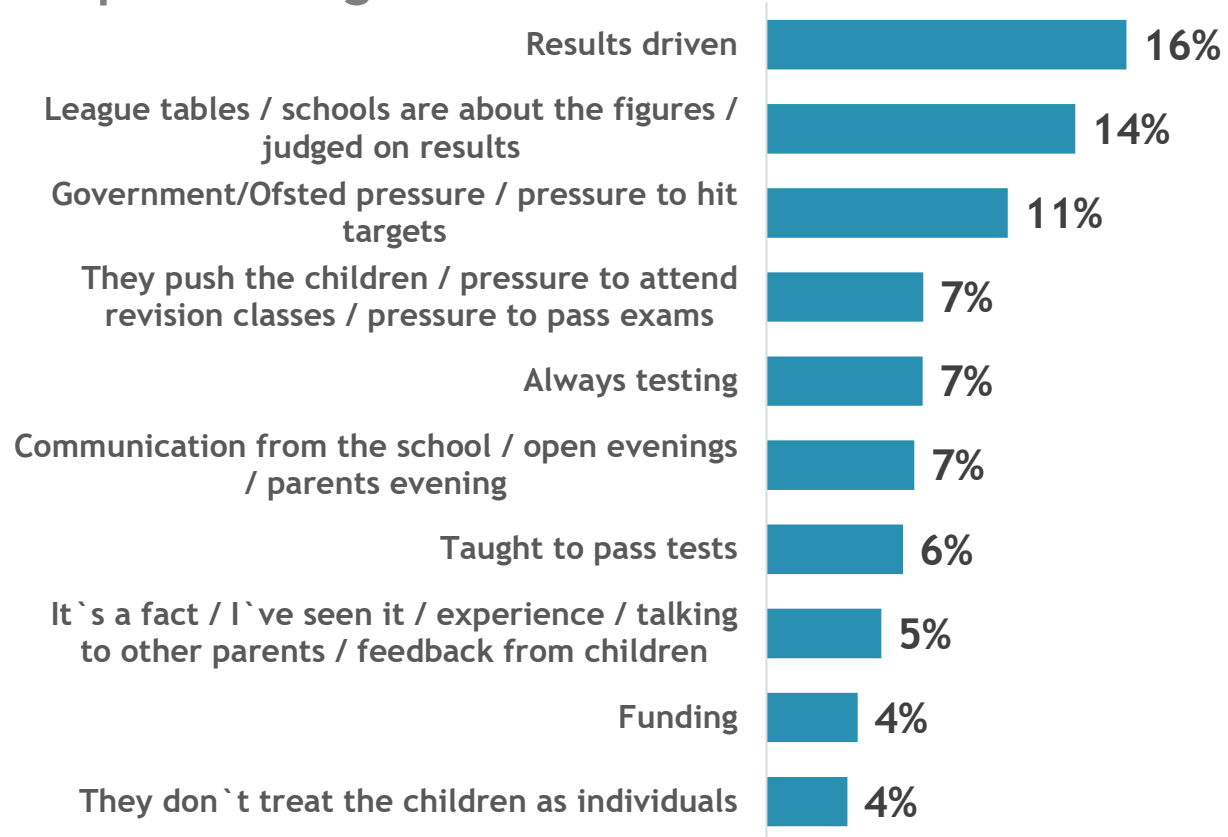 Results driven
16%
League tables / schools are about the figures /
judged on results
14%
Government/Ofsted pressure / pressure to hit
targets
11%
They push the children / pressure to attend
revision classes / pressure to pass exams
7%
Always testing
7%
Communication from the school / open evenings
/ parents evening
7%
Taught to pass tests
6%
It`s a fact / I`ve seen it / experience / talking
to other parents / feedback from children
5%
Funding
4%
They don`t treat the children as individuals
4%